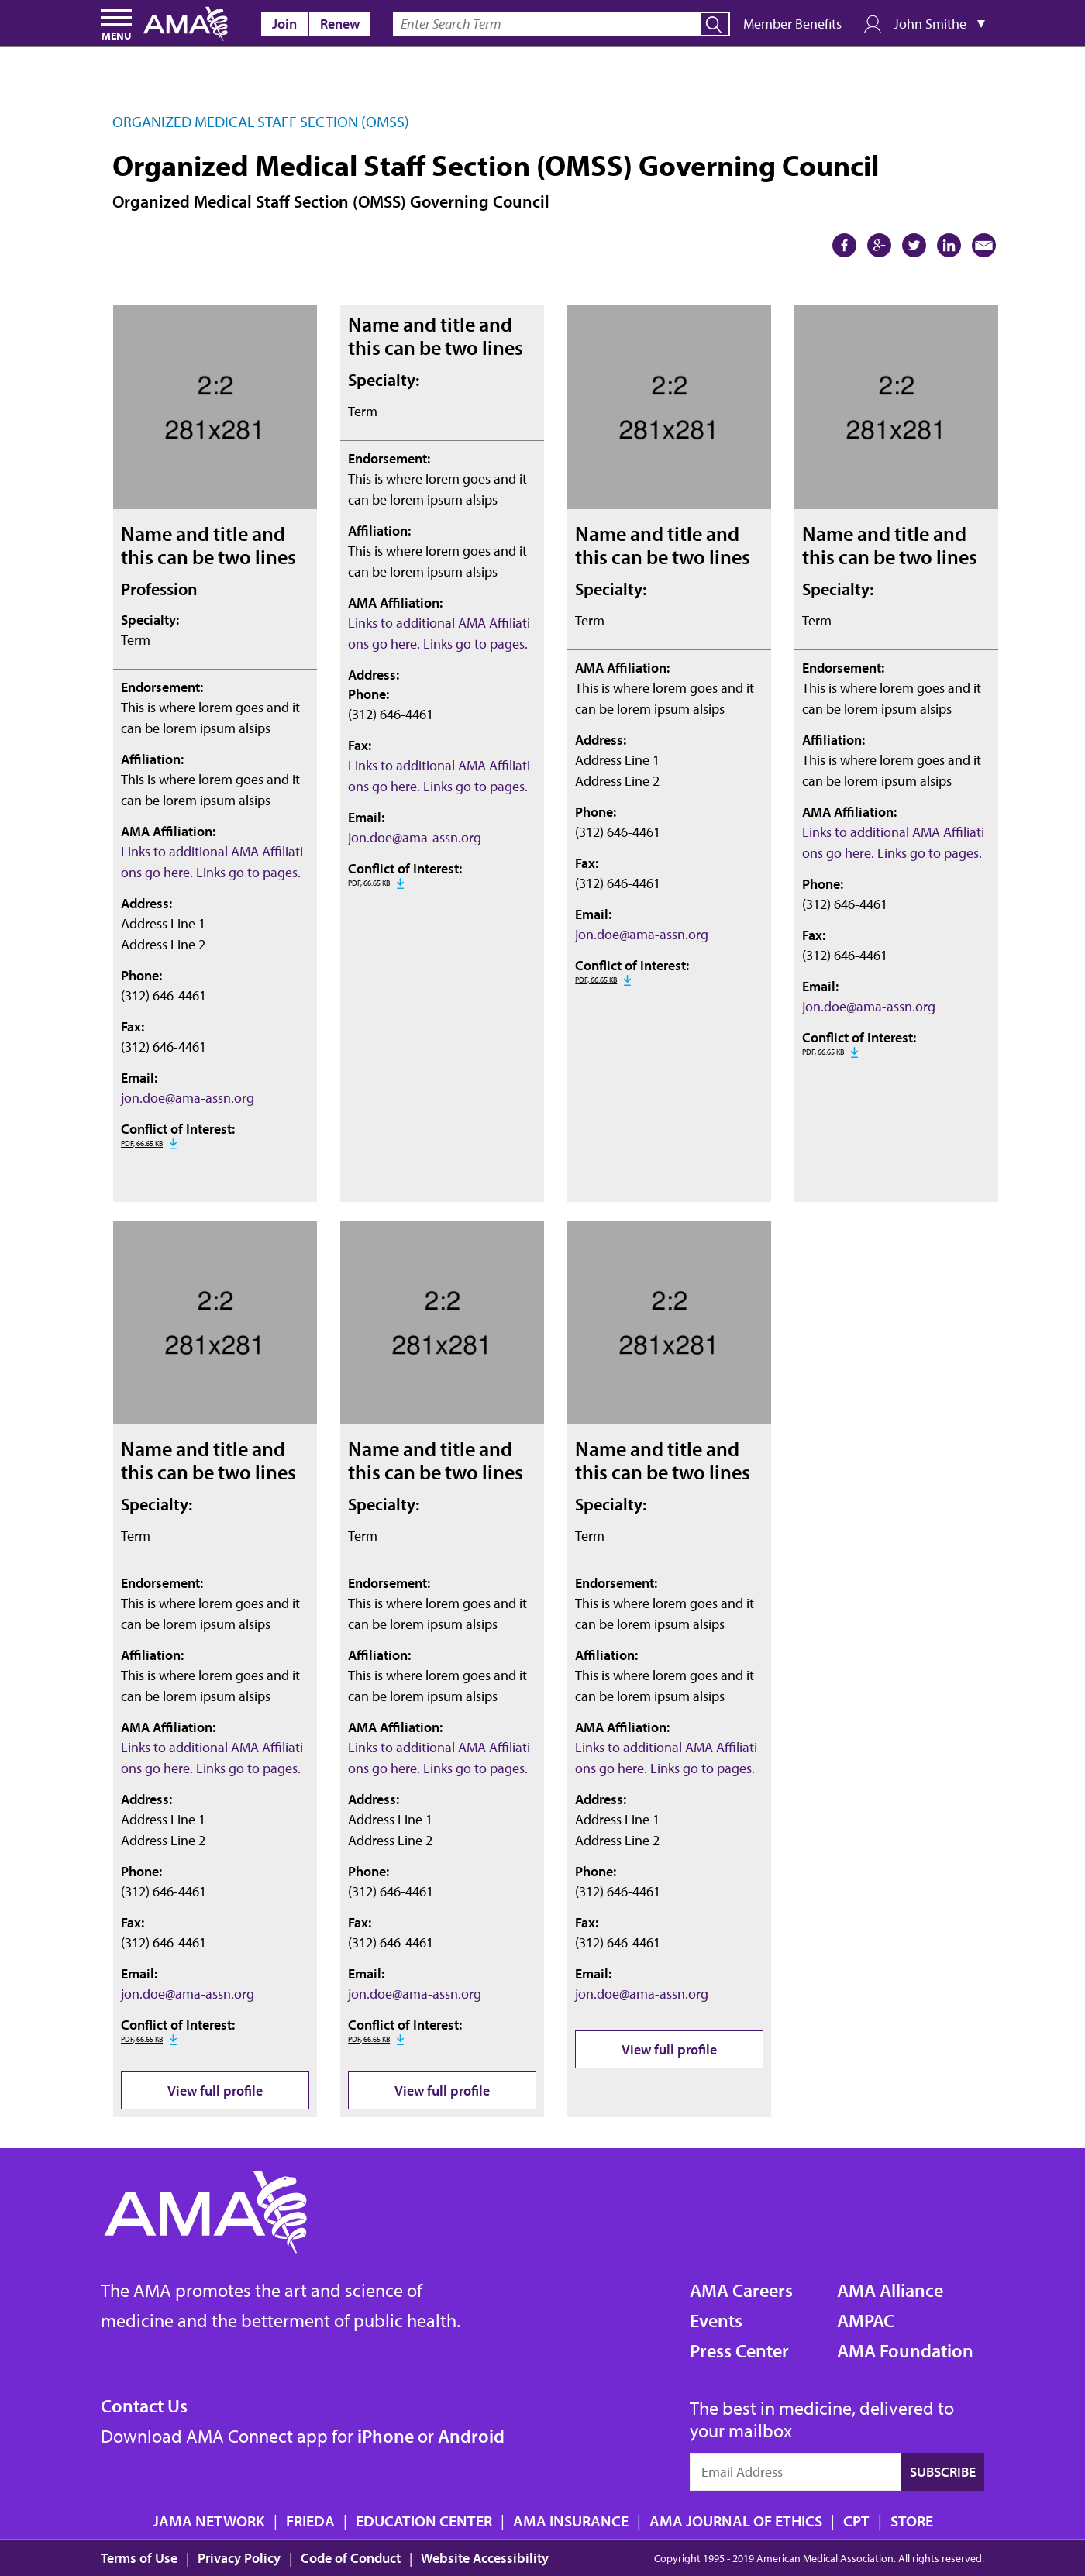 MENU
AMA
Join
Renew
Enter Search Term
Member Benefits
John Smithe
ORGANIZED MEDICAL STAFF SECTION (OMSS)
Organized Medical Staff Section (OMSS) Governing Council
Organized Medical Staff Section (OMSS) Governing Council
2:2
281x281
Name and title and
this can be two lines
Profession
Specialty:
Term
Endorsement:
This is where lorem goes and it
can be lorem ipsum alsips
Affiliation:
This is where lorem goes and it
can be lorem ipsum alsips
AMA Affiliation:
Links to additional AMA Affiliati
ons go here. Links go to pages.
Address:
Address Line 1
Address Line 2
Phone:
(312) 646-4461
Fax:
(312) 646-4461
Email:
jon.doe@ama-assn.org
Conflict of Interest:
PDF, 66.65 KB
Name and title and
this can be two lines
Specialty:
Term
Endorsement:
This is where lorem goes and it
can be lorem ipsum alsips
Affiliation:
This is where lorem goes and it
can be lorem ipsum alsips
AMA Affiliation:
Links to additional AMA Affiliati
ons go here. Links go to pages.
Address:
Phone:
(312) 646-4461
Fax:
Links to additional AMA Affiliati
ons go here. Links go to pages.
Email:
jon.doe@ama-assn.org
Conflict of Interest:
PDF, 66.65 KB
2:2
281x281
Name and title and
this can be two lines
Specialty:
Term
AMA Affiliation:
This is where lorem goes and it
can be lorem ipsum alsips
Address:
Address Line 1
Address Line 2
Phone:
(312) 646-4461
Fax:
(312) 646-4461
Email:
jon.doe@ama-assn.org
Conflict of Interest:
PDF, 66.65 KB
2:2
281x281
Name and title and
this can be two lines
Specialty:
Term
Endorsement:
This is where lorem goes and it
can be lorem ipsum alsips
Affiliation:
This is where lorem goes and it
can be lorem ipsum alsips
AMA Affiliation:
Links to additional AMA Affiliati
ons go here. Links go to pages.
Phone:
(312) 646-4461
Fax:
(312) 646-4461
Email:
jon.doe@ama-assn.org
Conflict of Interest:
PDF, 66.65 KB
2:2
281x281
Name and title and
this can be two lines
Specialty:
Term
Endorsement:
This is where lorem goes and it
can be lorem ipsum alsips
Affiliation:
This is where lorem goes and it
can be lorem ipsum alsips
AMA Affiliation:
Links to additional AMA Affiliati
ons go here. Links go to pages.
Address:
Address Line 1
Address Line 2
Phone:
(312) 646-4461
Fax:
(312) 646-4461
Email:
jon.doe@ama-assn.org
Conflict of Interest:
PDF, 66.65 KB
View full profile
2:2
281x281
Name and title and
this can be two lines
Specialty:
Term
Endorsement:
This is where lorem goes and it
can be lorem ipsum alsips
Affiliation:
This is where lorem goes and it
can be lorem ipsum alsips
AMA Affiliation:
Links to additional AMA Affiliati
ons go here. Links go to pages.
Address:
Address Line 1
Address Line 2
Phone:
(312) 646-4461
Fax:
(312) 646-4461
Email:
jon.doe@ama-assn.org
Conflict of Interest:
PDF, 66.65 KB
View full profile
2:2
281x281
Name and title and
this can be two lines
Specialty:
Term
Endorsement:
This is where lorem goes and it
can be lorem ipsum alsips
Affiliation:
This is where lorem goes and it
can be lorem ipsum alsips
AMA Affiliation:
Links to additional AMA Affiliati
ons go here. Links go to pages.
Address:
Address Line 1
Address Line 2
Phone:
(312) 646-4461
Fax:
(312) 646-4461
Email:
jon.doe@ama-assn.org
View full profile
AMA
The AMA promotes the art and science of
medicine and the betterment of public health.
AMA Careers
Events
Press Center
AMA Alliance
AMPAC
AMA Foundation
Contact Us
Download AMA Connect app for iPhone or Android
The best in medicine, delivered to
your mailbox
Email Address
SUBSCRIBE
JAMA NETWORK | FRIEDA | EDUCATION CENTER | AMA INSURANCE | AMA JOURNAL OF ETHICS | CPT | STORE
Terms of Use | Privacy Policy | Code of Conduct | Website Accessibility
Copyright 1995 - 2019 American Medical Association. All rights reserved.